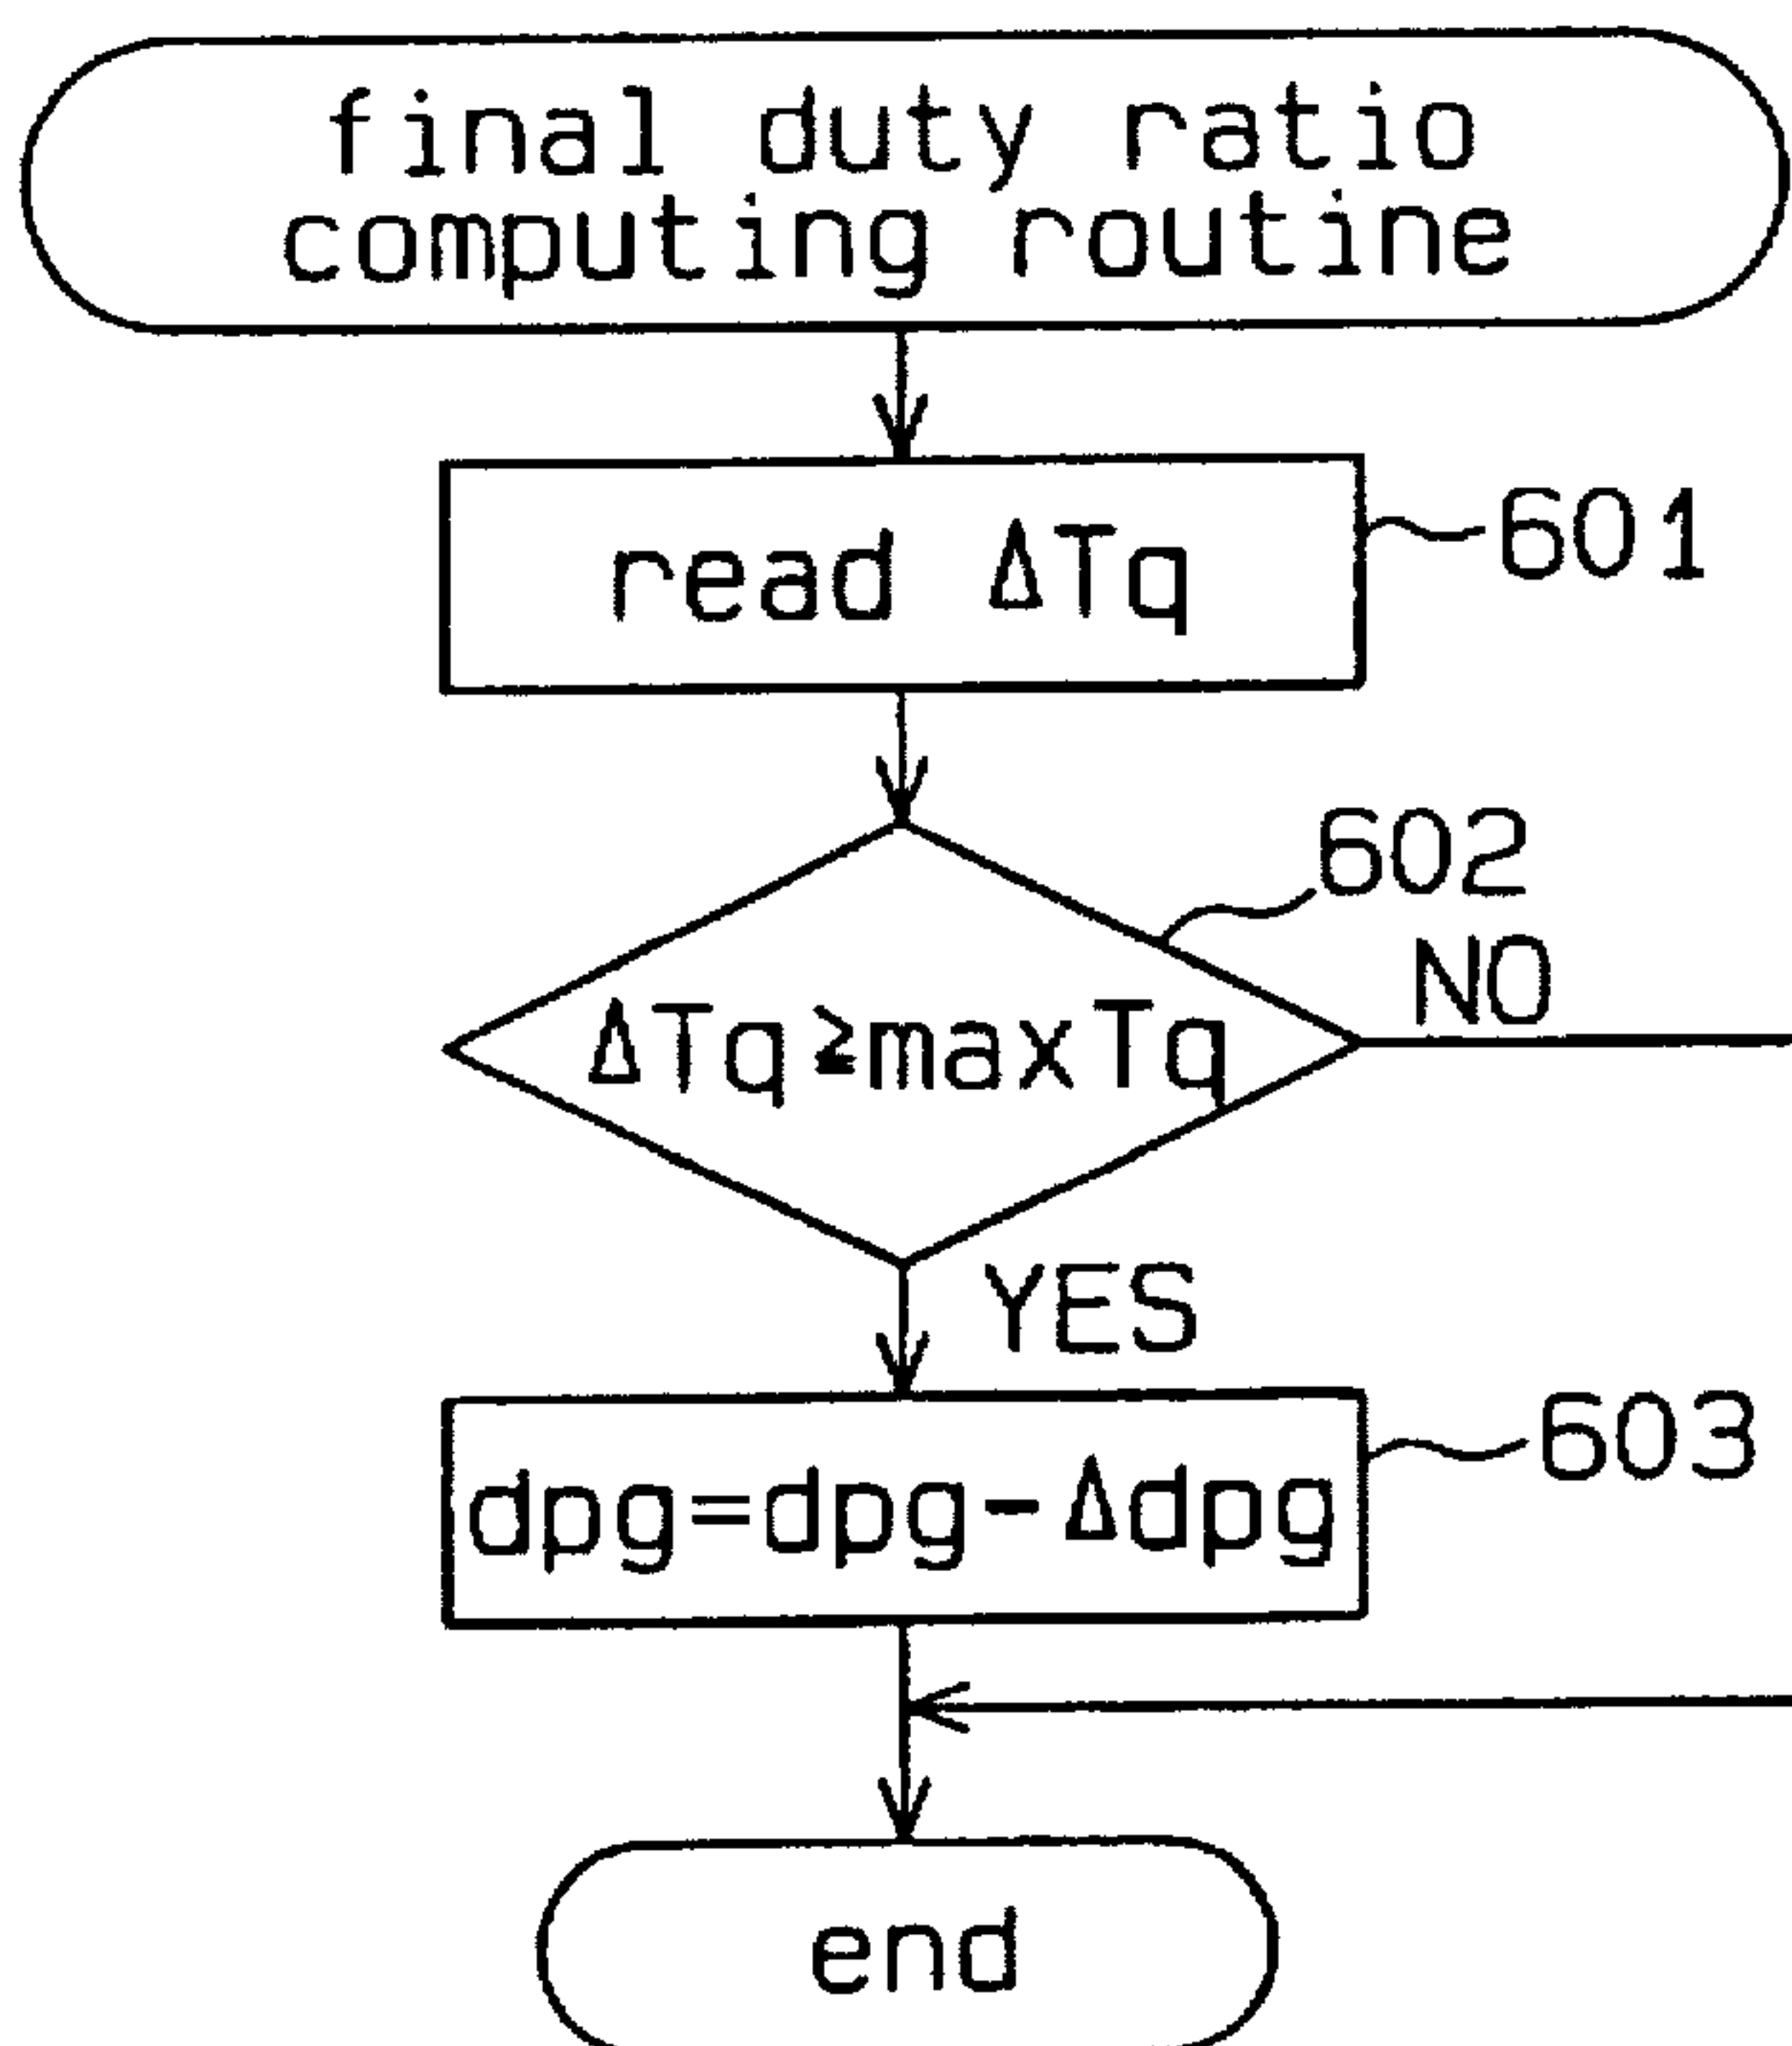 final duty ratio
computing routine
read ΔTq
601
602
NO
ΔTq≧maxTq
YES
603
dpg=dpg-Δdpg
end